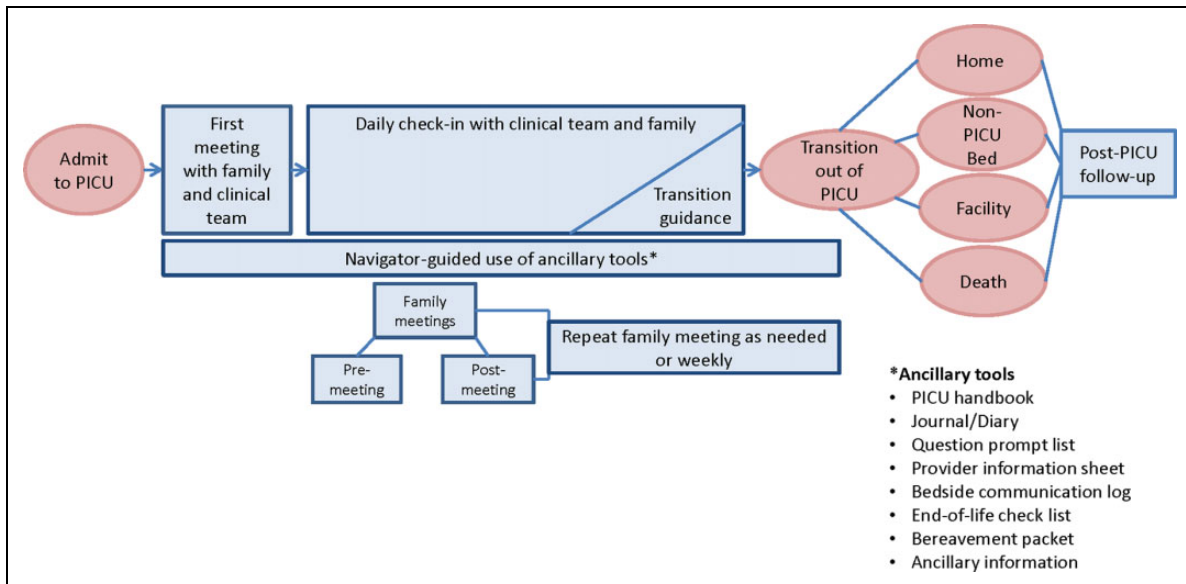 Admit
to PICU
First
meeting
with family
and clinical
team
Daily check-in with clinical team and family
Transition
guidance
Navigator-guided use of ancillary tools*
Family
meetings
Pre-
meeting
Post-
meeting
Repeat family meeting as needed
or weekly
Transition
out of
PICU
Home
Non-
PICU
Bed
Facility
Death
Post-PICU
follow-up
*Ancillary tools
• PICU handbook
• Journal/Diary
• Question prompt list
• Provider information sheet
• Bedside communication log
• End-of-life check list
• Bereavement packet
• Ancillary information